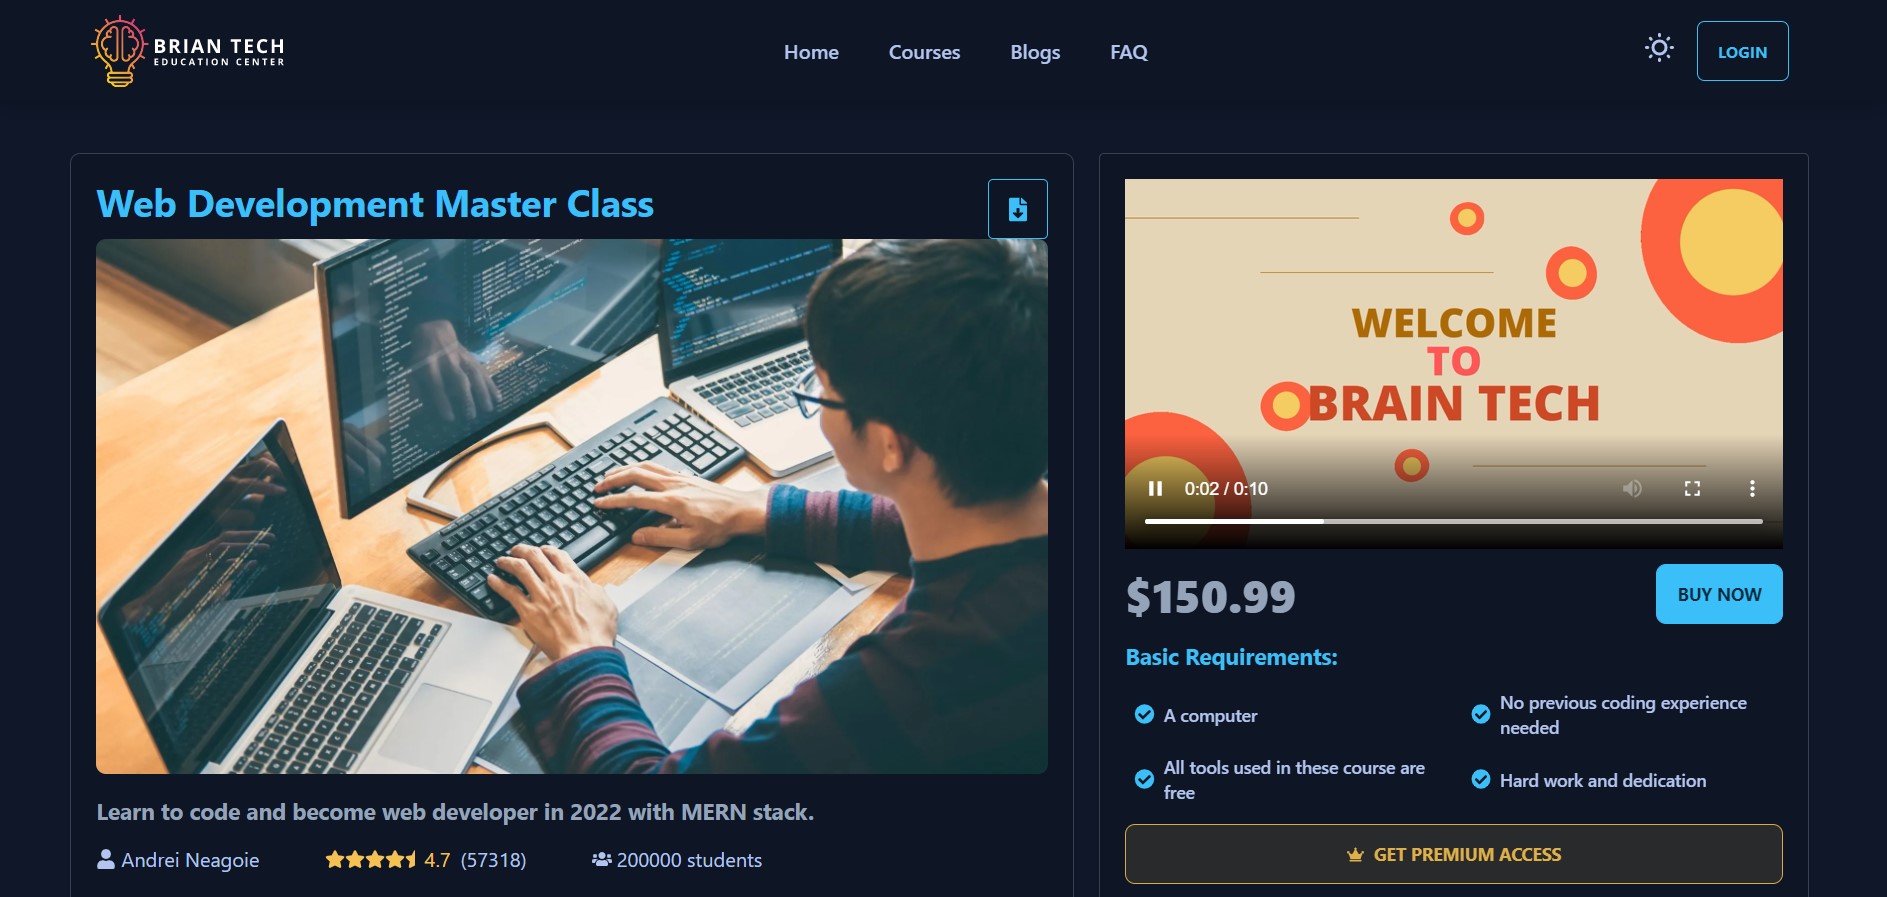 BRIAN TECH
EDUCATION CENTER
Home
Courses
Blogs
FAQ
LOGIN
Web Development Master Class
Learn to code and become web developer in 2022 with MERN stack.
Andrei Neagoie
4.7 (57318)
200000 students
WELCOME
TO
BRAIN TECH
0:02 / 0:10
$150.99
BUY NOW
Basic Requirements:
A computer
No previous coding experience
needed
All tools used in these course are
free
Hard work and dedication
GET PREMIUM ACCESS